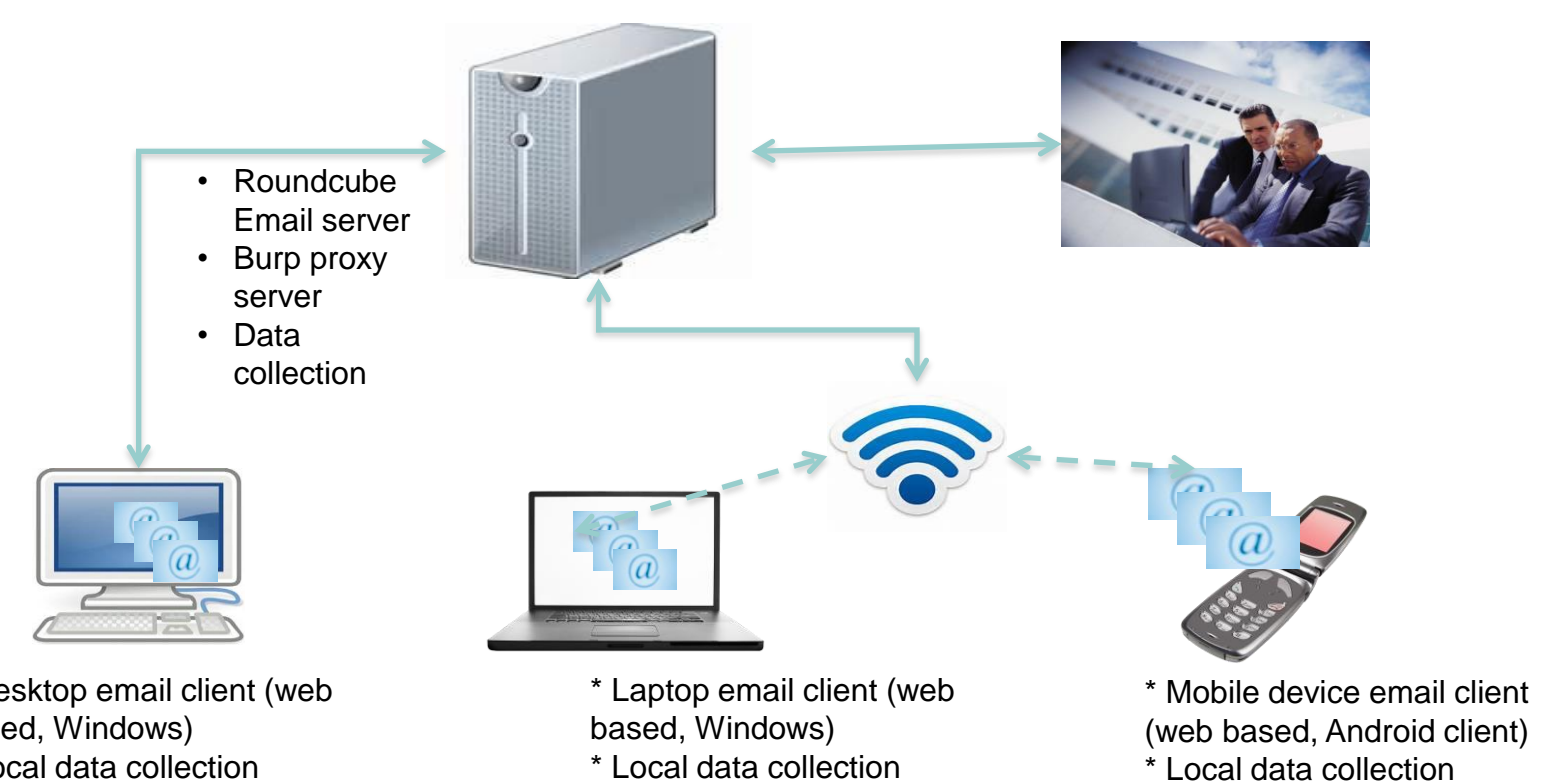 • Roundcube
Email server
• Burp proxy
server
• Data
collection
esktop email client (web
ed, Windows)
ocal data collection
* Laptop email client (web
based, Windows)
* Local data collection
* Mobile device email client
(web based, Android client)
* Local data collection
@
@
@
@
@
@
@
@
@